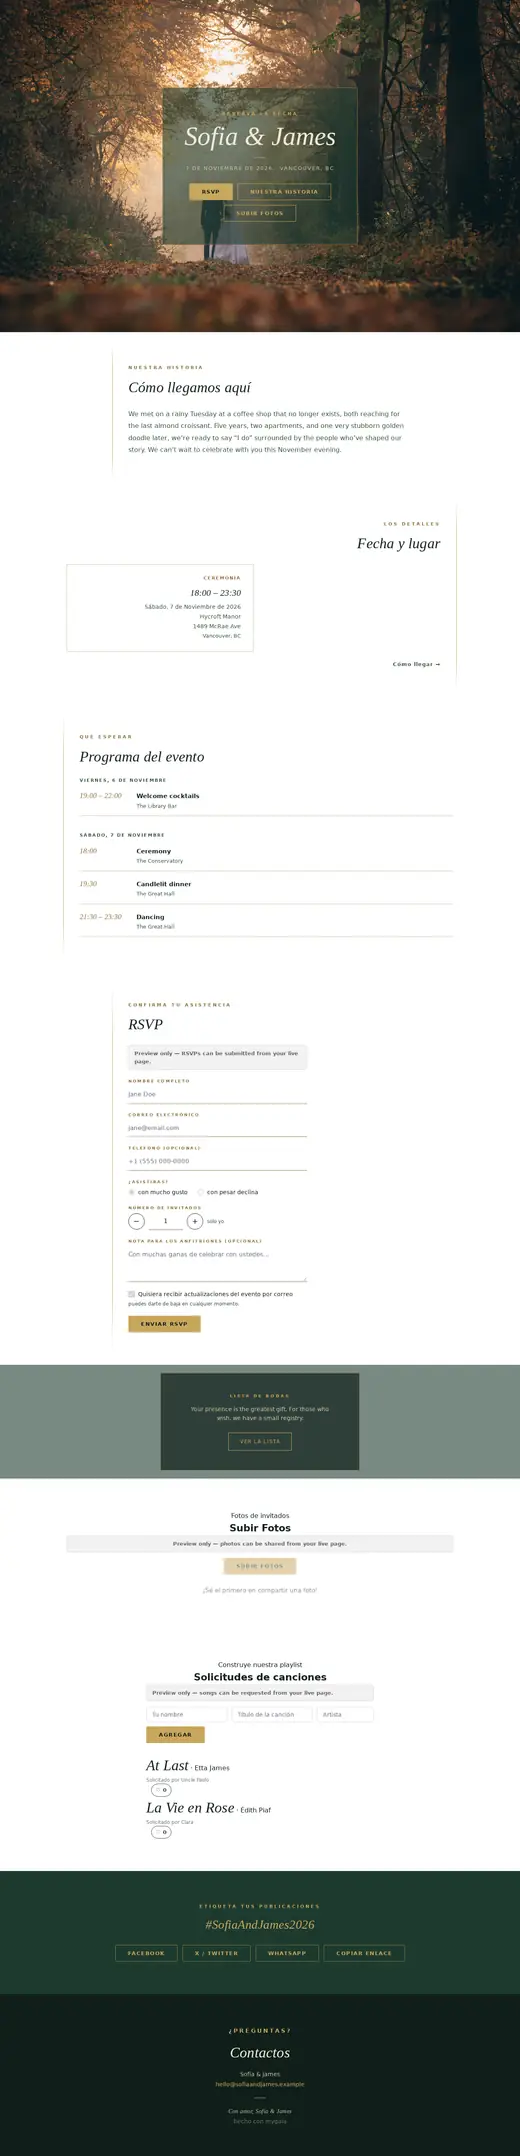 RESERVA LA FECHA
Sofia & James
7 DE NOVIEMBRE DE 2026 · VANCOUVER, BC
RSVP
NUESTRA HISTORIA
SUBIR FOTOS
NUESTRA HISTORIA
Cómo llegamos aquí
We met on a rainy Tuesday at a coffee shop that no longer exists, both reaching for
the last almond croissant. Five years, two apartments, and one very stubborn golden
doodle later, we're ready to say "I do" surrounded by the people who've shaped our
story. We can't wait to celebrate with you this November evening.
LOS DETALLES
Fecha y lugar
CEREMONIA
18:00 – 23:30
Sábado, 7 de Noviembre de 2026
Hycroft Manor
1489 McRae Ave
Vancouver, BC
Cómo llegar →
QUÉ ESPERAR
Programa del evento
VIERNES, 6 DE NOVIEMBRE
19:00 – 22:00 Welcome cocktails
The Library Bar
SÁBADO, 7 DE NOVIEMBRE
18:00 Ceremony
The Conservatory
19:30 Candlelit dinner
The Great Hall
21:30 – 23:30 Dancing
The Great Hall
CONFIRMA TU ASISTENCIA
RSVP
Preview only — RSVPs can be submitted from your live
page.
NOMBRE COMPLETO
Jane Doe
CORREO ELECTRÓNICO
jane@email.com
TELÉFONO (OPCIONAL)
+1 (555) 000-0000
¿ASISTIRÁS?
con mucho gusto con pesar declina
NÚMERO DE INVITADOS
− 1 + solo yo
NOTA PARA LOS ANFITRIONES (OPCIONAL)
Con muchas ganas de celebrar con ustedes...
Quisiera recibir actualizaciones del evento por correo
puedes darte de baja en cualquier momento.
ENVIAR RSVP
LISTA DE BODAS
Your presence is the greatest gift. For those who
wish, we have a small registry.
VER LA LISTA
Fotos de invitados
Subir Fotos
Preview only — photos can be shared from your live page.
SUBIR FOTOS
¡Sé el primero en compartir una foto!
Construye nuestra playlist
Solicitudes de canciones
Preview only — songs can be requested from your live page.
Su nombre Título de la canción Artista
AGREGAR
At Last · Etta James
Solicitado por Uncle Teófilo
0
La Vie en Rose · Édith Piaf
Solicitado por Clara
0
ETIQUETA TUS PUBLICACIONES
#SofiaAndJames2026
FACEBOOK X / TWITTER WHATSAPP COPIAR ENLACE
¿PREGUNTAS?
Contactos
Sofia & James
hello@sofiaandjames.example
Con amor, Sofia & James